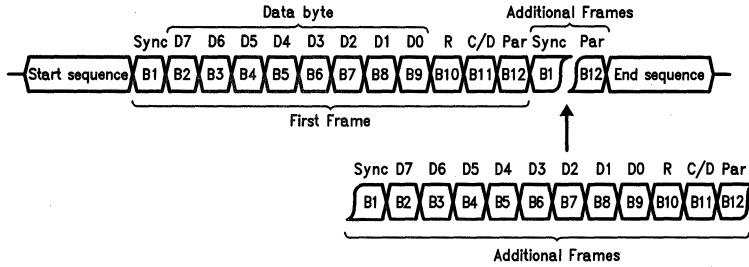 Data byte Additional Frames
Sync D7 D6 D5 D4 D3 D2 D1 D0 R C/D Par Sync Par
Start sequence B1 B2 B3 B4 B5 B6 B7 B8 B9 B10 B11 B12 B1 B12 End sequence
First Frame
Sync D7 D6 D5 D4 D3 D2 D1 D0 R C/D Par
B1 B2 B3 B4 B5 B6 B7 B8 B9 B10 B11 B12
Additional Frames